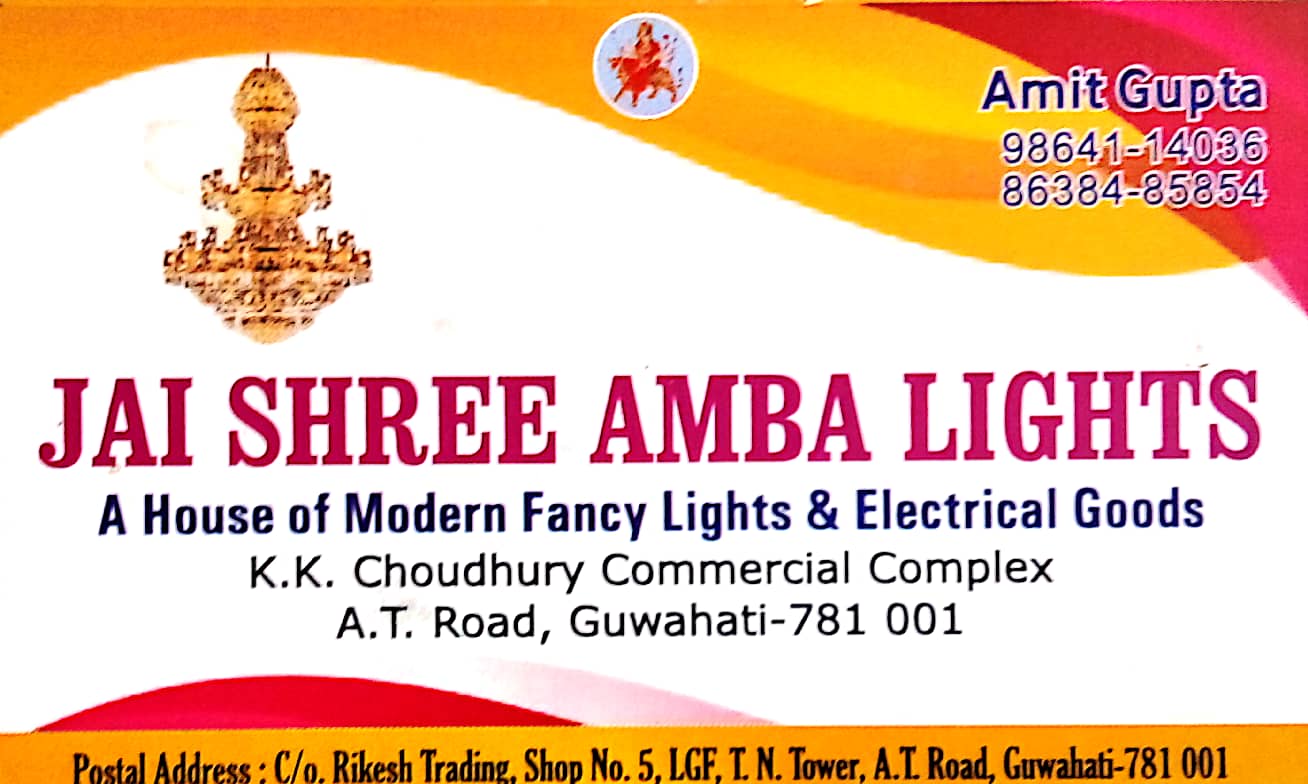 Amit Gupta
98641-14036
86384-85854
JAI SHREE AMBA LIGHTS
A House of Modern Fancy Lights & Electrical Goods
K.K. Choudhury Commercial Complex
A.T. Road, Guwahati-781 001
Postal Address : C/o. Rikesh Trading, Shop No. 5, LGF, T. N. Tower, A.T. Road, Guwahati-781 001